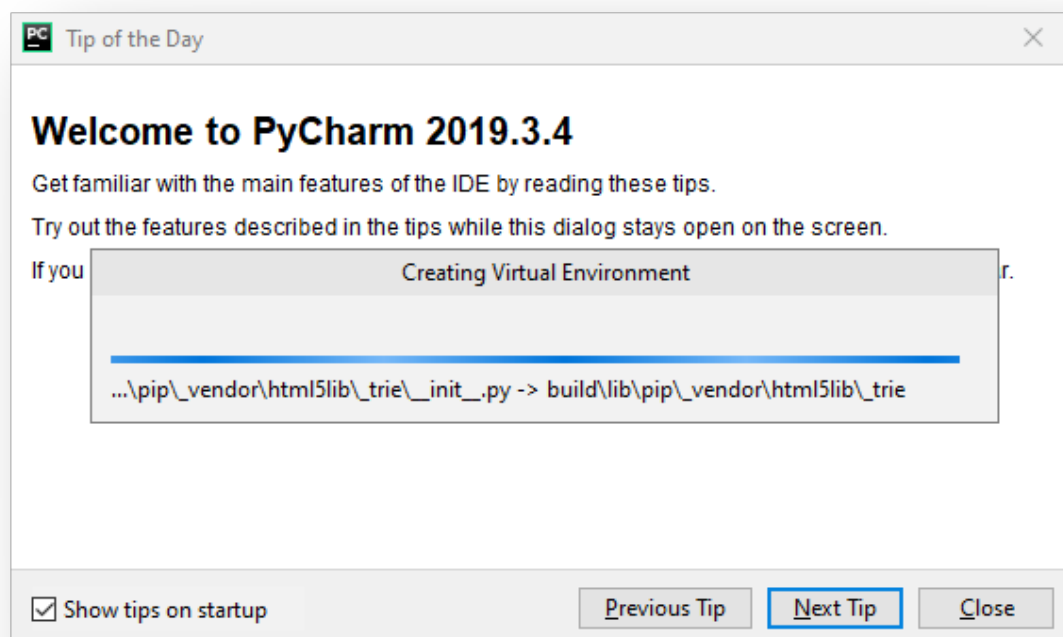 PC
Tip of the Day
Welcome to PyCharm 2019.3.4
Get familiar with the main features of the IDE by reading these tips.
Try out the features described in the tips while this dialog stays open on the screen.
If you r.
Creating Virtual Environment
...\pip\_vendor\html5lib\_trie\__init__.py -> build\lib\pip\_vendor\html5lib\_trie
Show tips on startup
Previous Tip
Next Tip
Close